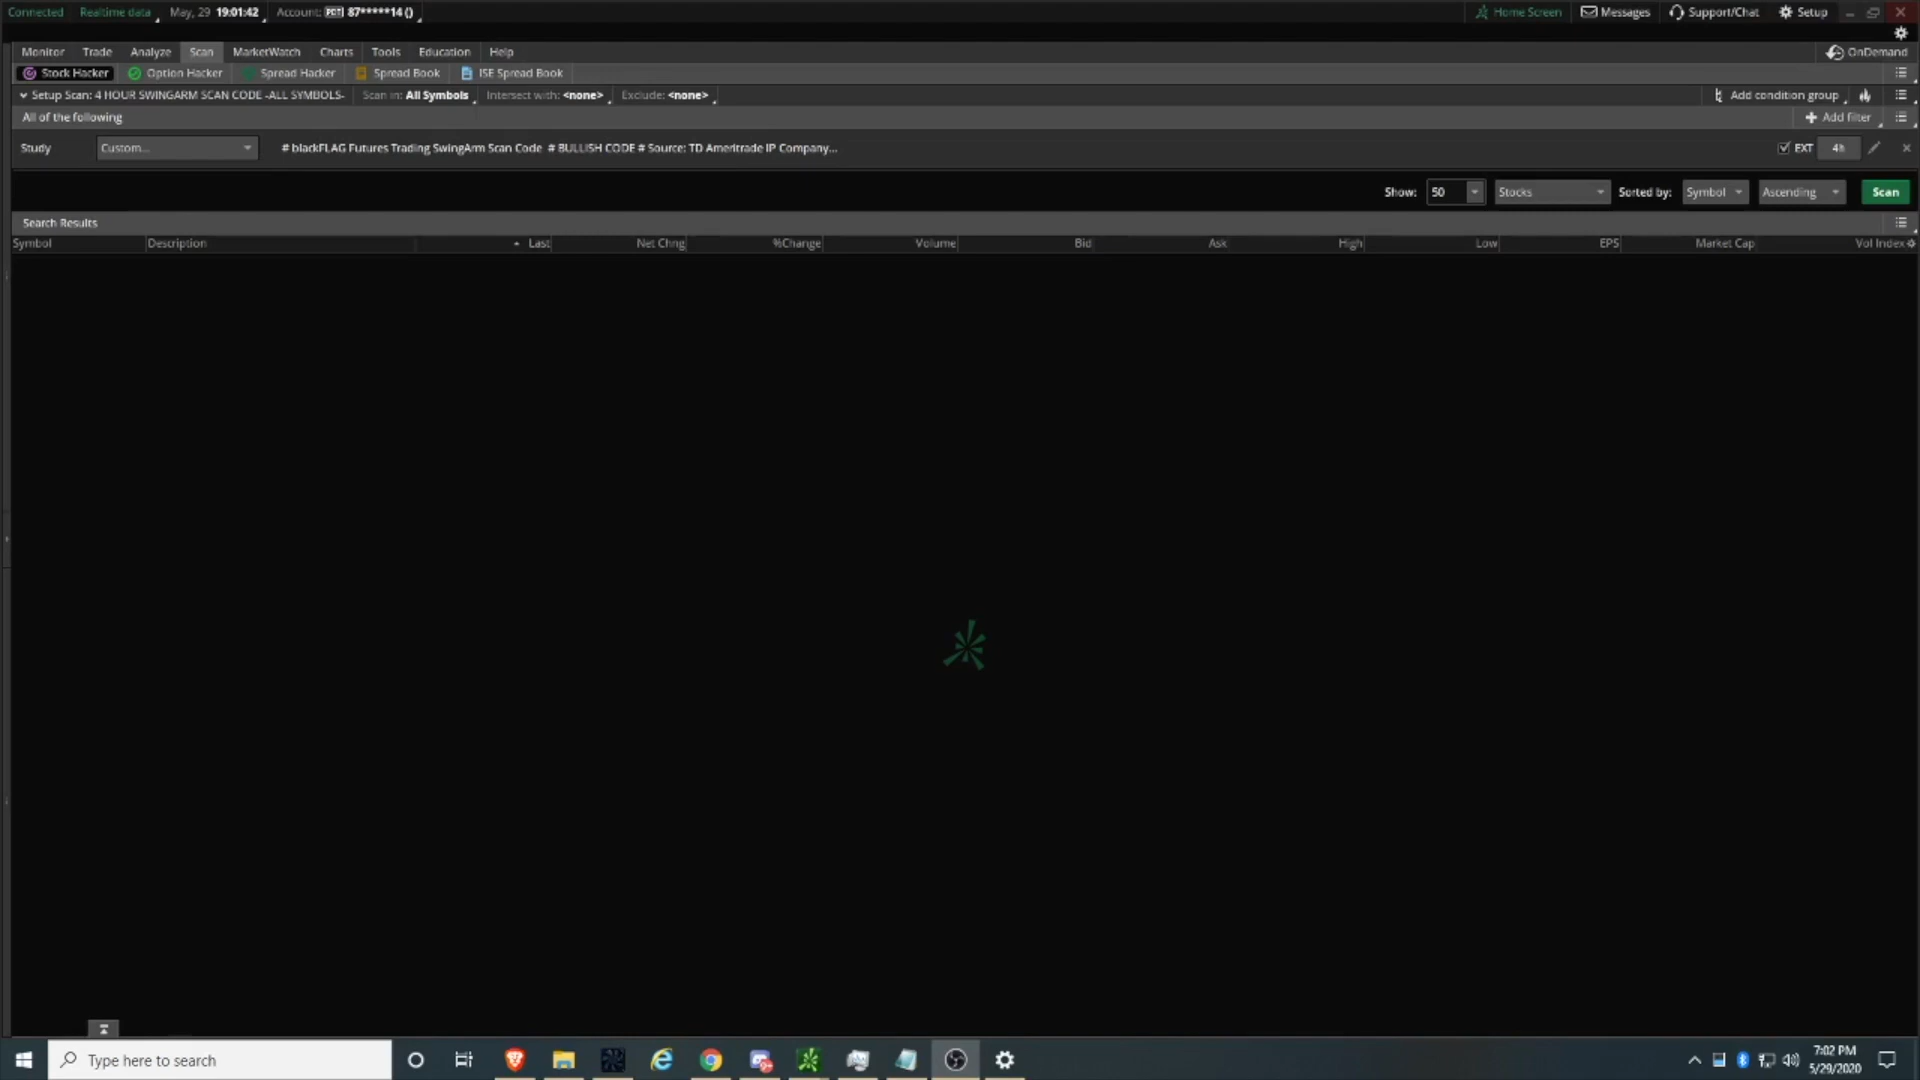 Connected Realtime data May, 29 19:01:42 Account: 87*****14 () Home Screen Messages Support/Chat Setup
Monitor Trade Analyze Scan MarketWatch Charts Tools Education Help OnDemand
Stock Hacker Option Hacker Spread Hacker Spread Book ISE Spread Book
Setup Scan: 4 HOUR SWINGARM SCAN CODE -ALL SYMBOLS- Scan in: All Symbols Intersect with: <none> Exclude: <none> Add condition group
All of the following Add filter
Study Custom... # blackFLAG Futures Trading SwingArm Scan Code # BULLISH CODE # Source: TD Ameritrade IP Company... EXT 4h
Show: 50 Stocks Sorted by: Symbol Ascending Scan
Search Results
Symbol Description Last Net Chng %Change Volume Bid Ask High Low EPS Market Cap Vol Index
Type here to search
7:02 PM
5/29/2020